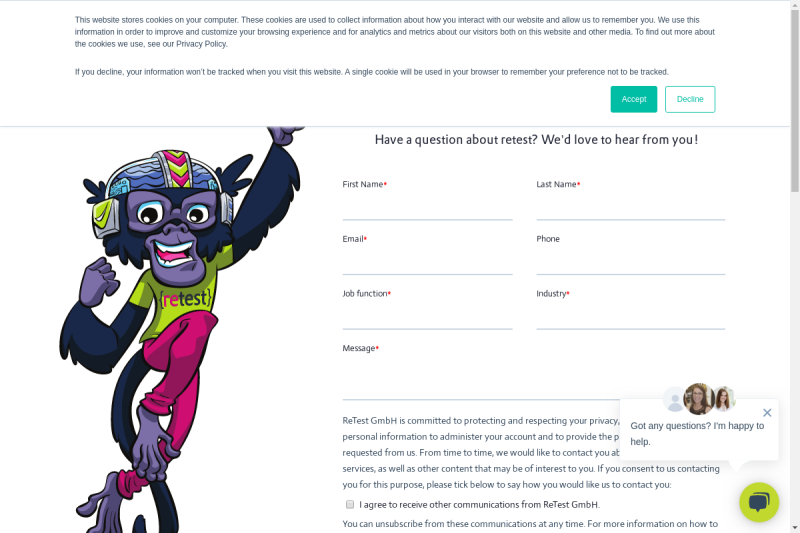 This website stores cookies on your computer. These cookies are used to collect information about how you interact with our website and allow us to remember you. We use this
information in order to improve and customize your browsing experience and for analytics and metrics about our visitors both on this website and other media. To find out more about
the cookies we use, see our Privacy Policy.
If you decline, your information won't be tracked when you visit this website. A single cookie will be used in your browser to remember your preference not to be tracked.
Accept
Decline
Have a question about retest? We'd love to hear from you!
First Name*
Last Name*
Email*
Phone
{retest}
Job function*
Industry*
Message*
ReTest GmbH is committed to protecting and respecting your privacy,
personal information to administer your account and to provide the p
requested from us. From time to time, we would like to contact you ab
services, as well as other content that may be of interest to you. If you consent to us contacting
you for this purpose, please tick below to say how you would like us to contact you:
Got any questions? I'm happy to
help.
I agree to receive other communications from ReTest GmbH.
You can unsubscribe from these communications at any time. For more information on how to